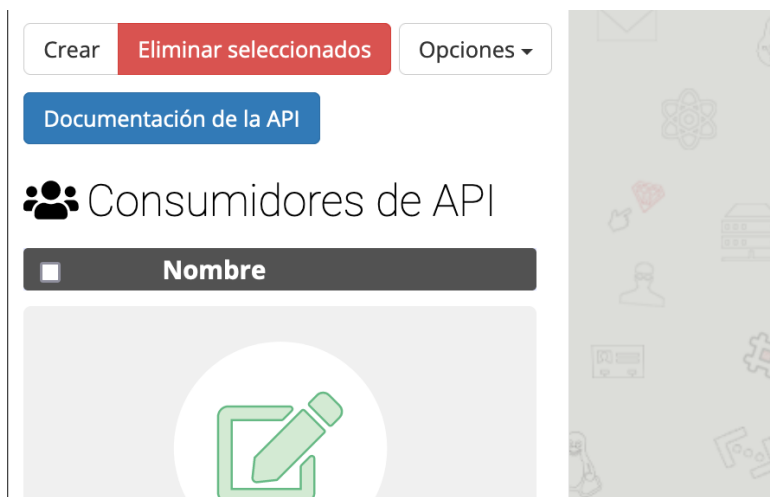 Crear Eliminar seleccionados Opciones
Documentación de la API
Consumidores de API
Nombre